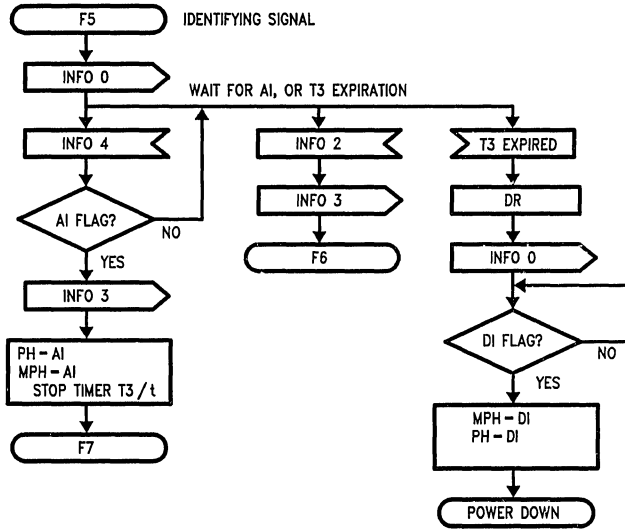 F5 IDENTIFYING SIGNAL
INFO 0
WAIT FOR AI, OR T3 EXPIRATION
INFO 4
INFO 2
T3 EXPIRED
AI FLAG?
NO
INFO 3
DR
YES
F6
INFO 0
INFO 3
PH-AI
MPH-AI
STOP TIMER T3/t
F7
DI FLAG?
NO
YES
MPH-DI
PH-DI
POWER DOWN